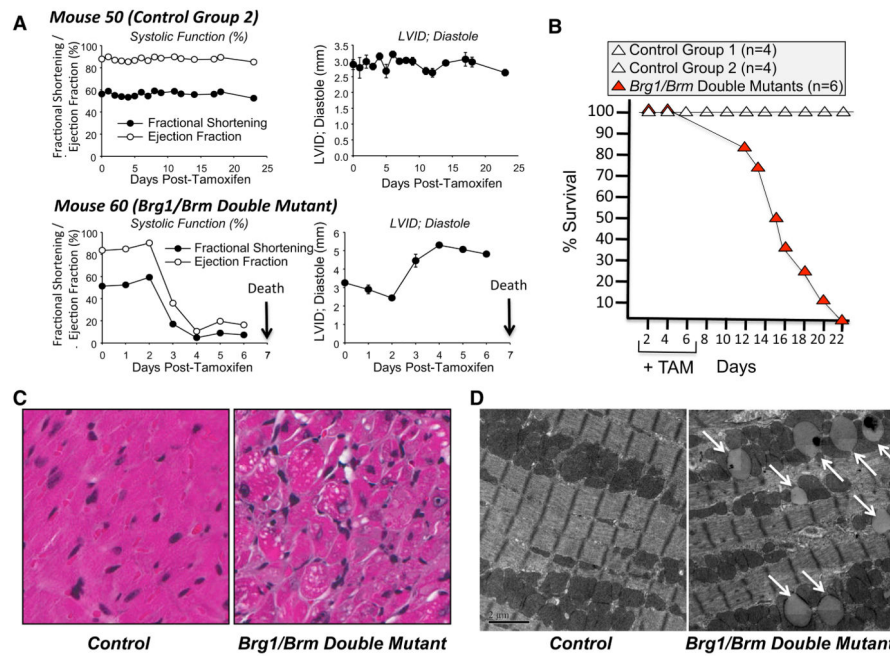 A
Mouse 50 (Control Group 2)
Systolic Function (%)
Fractional Shortening /
Ejection Fraction (%)
100
80
60
40
20
0
Fractional Shortening
Ejection Fraction
0 5 10 15 20 25
Days Post-Tamoxifen
LVID; Diastole
LVID; Diastole (mm)
3.5
3.0
2.5
2.0
1.5
1.0
0.5
0.0
0 5 10 15 20 25
Days Post-Tamoxifen
Mouse 60 (Brg1/Brm Double Mutant)
Systolic Function (%)
Fractional Shortening /
Ejection Fraction (%)
100
80
60
40
20
0
Fractional Shortening
Ejection Fraction
Death
0 1 2 3 4 5 6 7
Days Post-Tamoxifen
LVID; Diastole
LVID; Diastole (mm)
6
5
4
3
2
1
0
Death
0 1 2 3 4 5 6 7
Days Post-Tamoxifen
B
Control Group 1 (n=4)
Control Group 2 (n=4)
Brg1/Brm Double Mutants (n=6)
% Survival
100
90
80
70
60
50
40
30
20
10
2 4 6 8 10 12 14 16 18 20 22
+ TAM Days
C
Control
Brg1/Brm Double Mutant
D
Control
Brg1/Brm Double Mutant